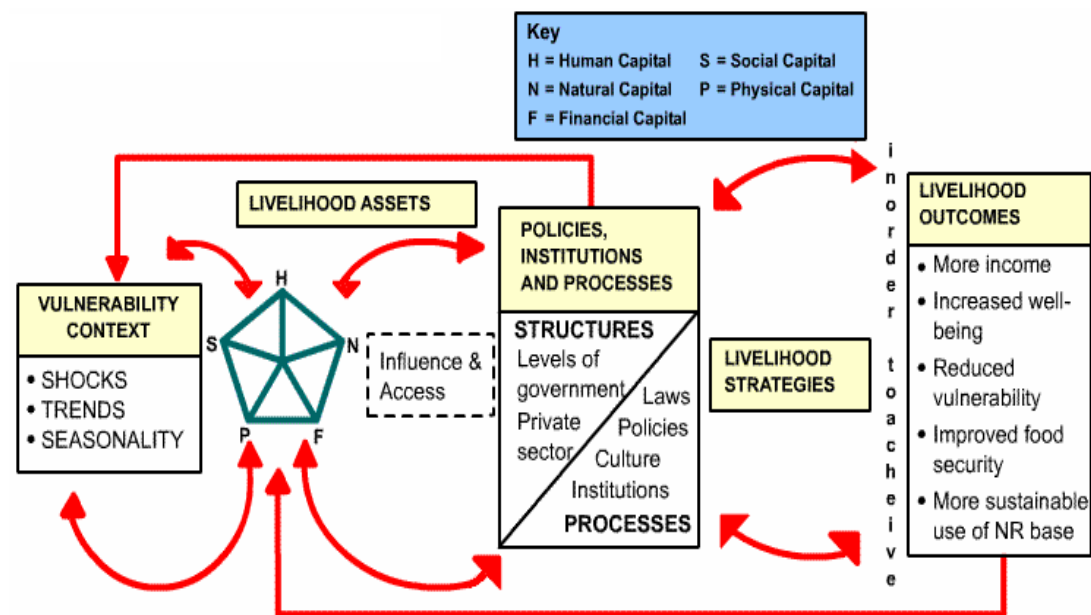 Key
H = Human Capital S = Social Capital
N = Natural Capital P = Physical Capital
F = Financial Capital
LIVELIHOOD ASSETS
VULNERABILITY
CONTEXT
• SHOCKS
• TRENDS
• SEASONALITY
H
S
N
P
F
Influence &
Access
POLICIES,
INSTITUTIONS
AND PROCESSES
STRUCTURES
Levels of
government
Private
sector
Laws
Policies
Culture
Institutions
PROCESSES
LIVELIHOOD
STRATEGIES
inorder toacheive
LIVELIHOOD
OUTCOMES
• More income
• Increased well-
being
• Reduced
vulnerability
• Improved food
security
• More sustainable
use of NR base